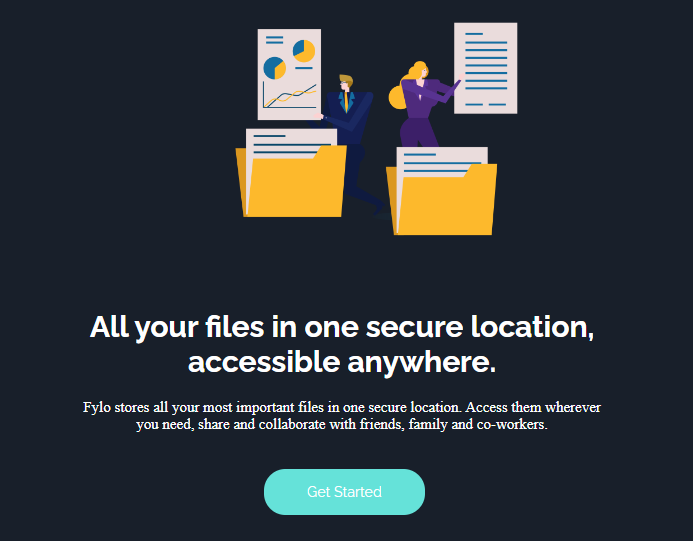 All your files in one secure location,
accessible anywhere.
Fylo stores all your most important files in one secure location. Access them wherever
you need, share and collaborate with friends, family and co-workers.
Get Started